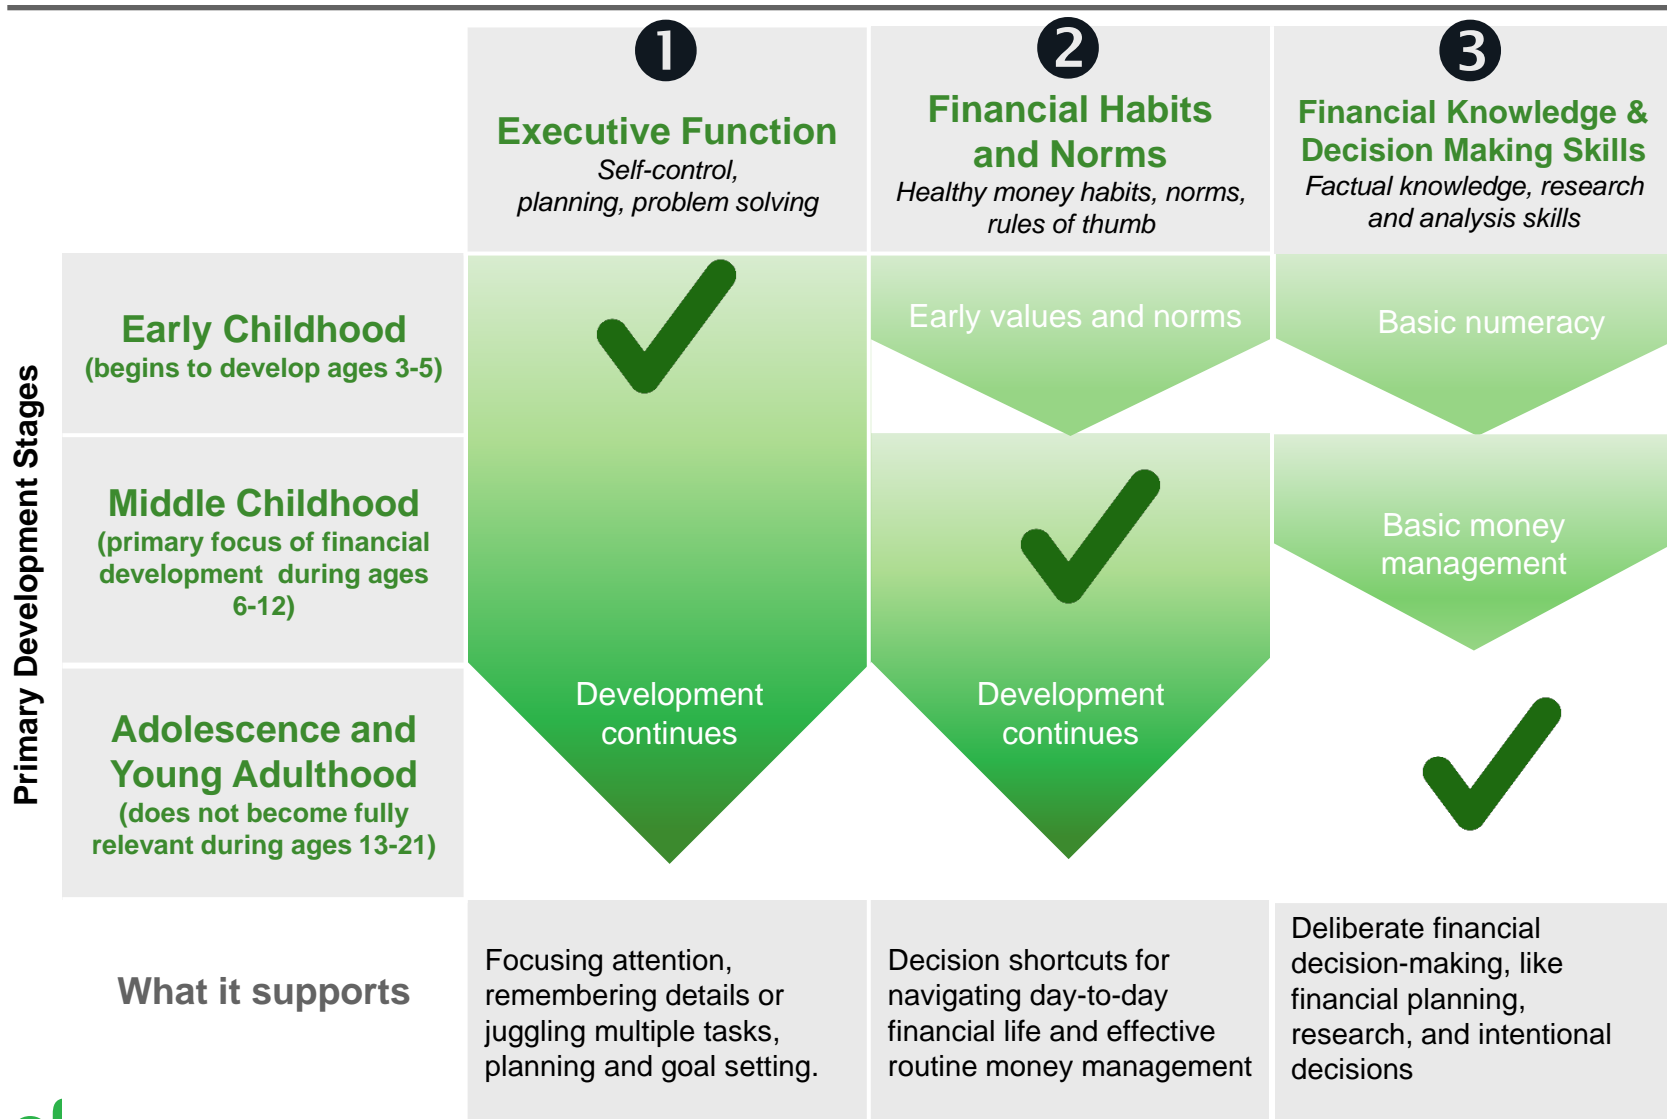 1
Executive Function
Self-control,
planning, problem solving
2
Financial Habits
and Norms
Healthy money habits, norms,
rules of thumb
3
Financial Knowledge &
Decision Making Skills
Factual knowledge, research
and analysis skills
Primary Development Stages
Early Childhood
(begins to develop ages 3-5)
Early values and norms
Basic numeracy
Middle Childhood
(primary focus of financial
development during ages
6-12)
Basic money
management
Adolescence and
Young Adulthood
(does not become fully
relevant during ages 13-21)
Development
continues
Development
continues
What it supports
Focusing attention,
remembering details or
juggling multiple tasks,
planning and goal setting.
Decision shortcuts for
navigating day-to-day
financial life and effective
routine money management
Deliberate financial
decision-making, like
financial planning,
research, and intentional
decisions